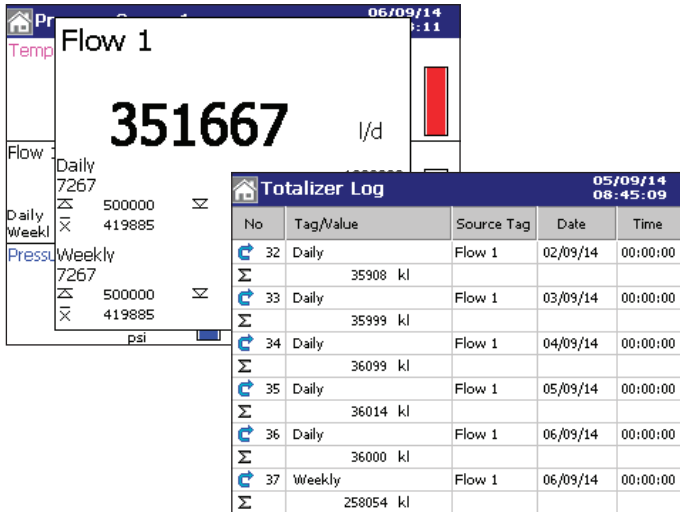 06/09/14
:11
Temp
Flow 1
351667
l/d
Flow
Daily
7267
500000
x̅ 419885
Daily
Weekl
Weekly
7267
500000
x̅ 419885
psi
Totalizer Log
05/09/14
08:45:09
No Tag/Value Source Tag Date Time
32 Daily Flow 1 02/09/14 00:00:00
Σ 35908 kl
33 Daily Flow 1 03/09/14 00:00:00
Σ 35999 kl
34 Daily Flow 1 04/09/14 00:00:00
Σ 36099 kl
35 Daily Flow 1 05/09/14 00:00:00
Σ 36014 kl
36 Daily Flow 1 06/09/14 00:00:00
Σ 36000 kl
37 Weekly Flow 1 06/09/14 00:00:00
Σ 258054 kl